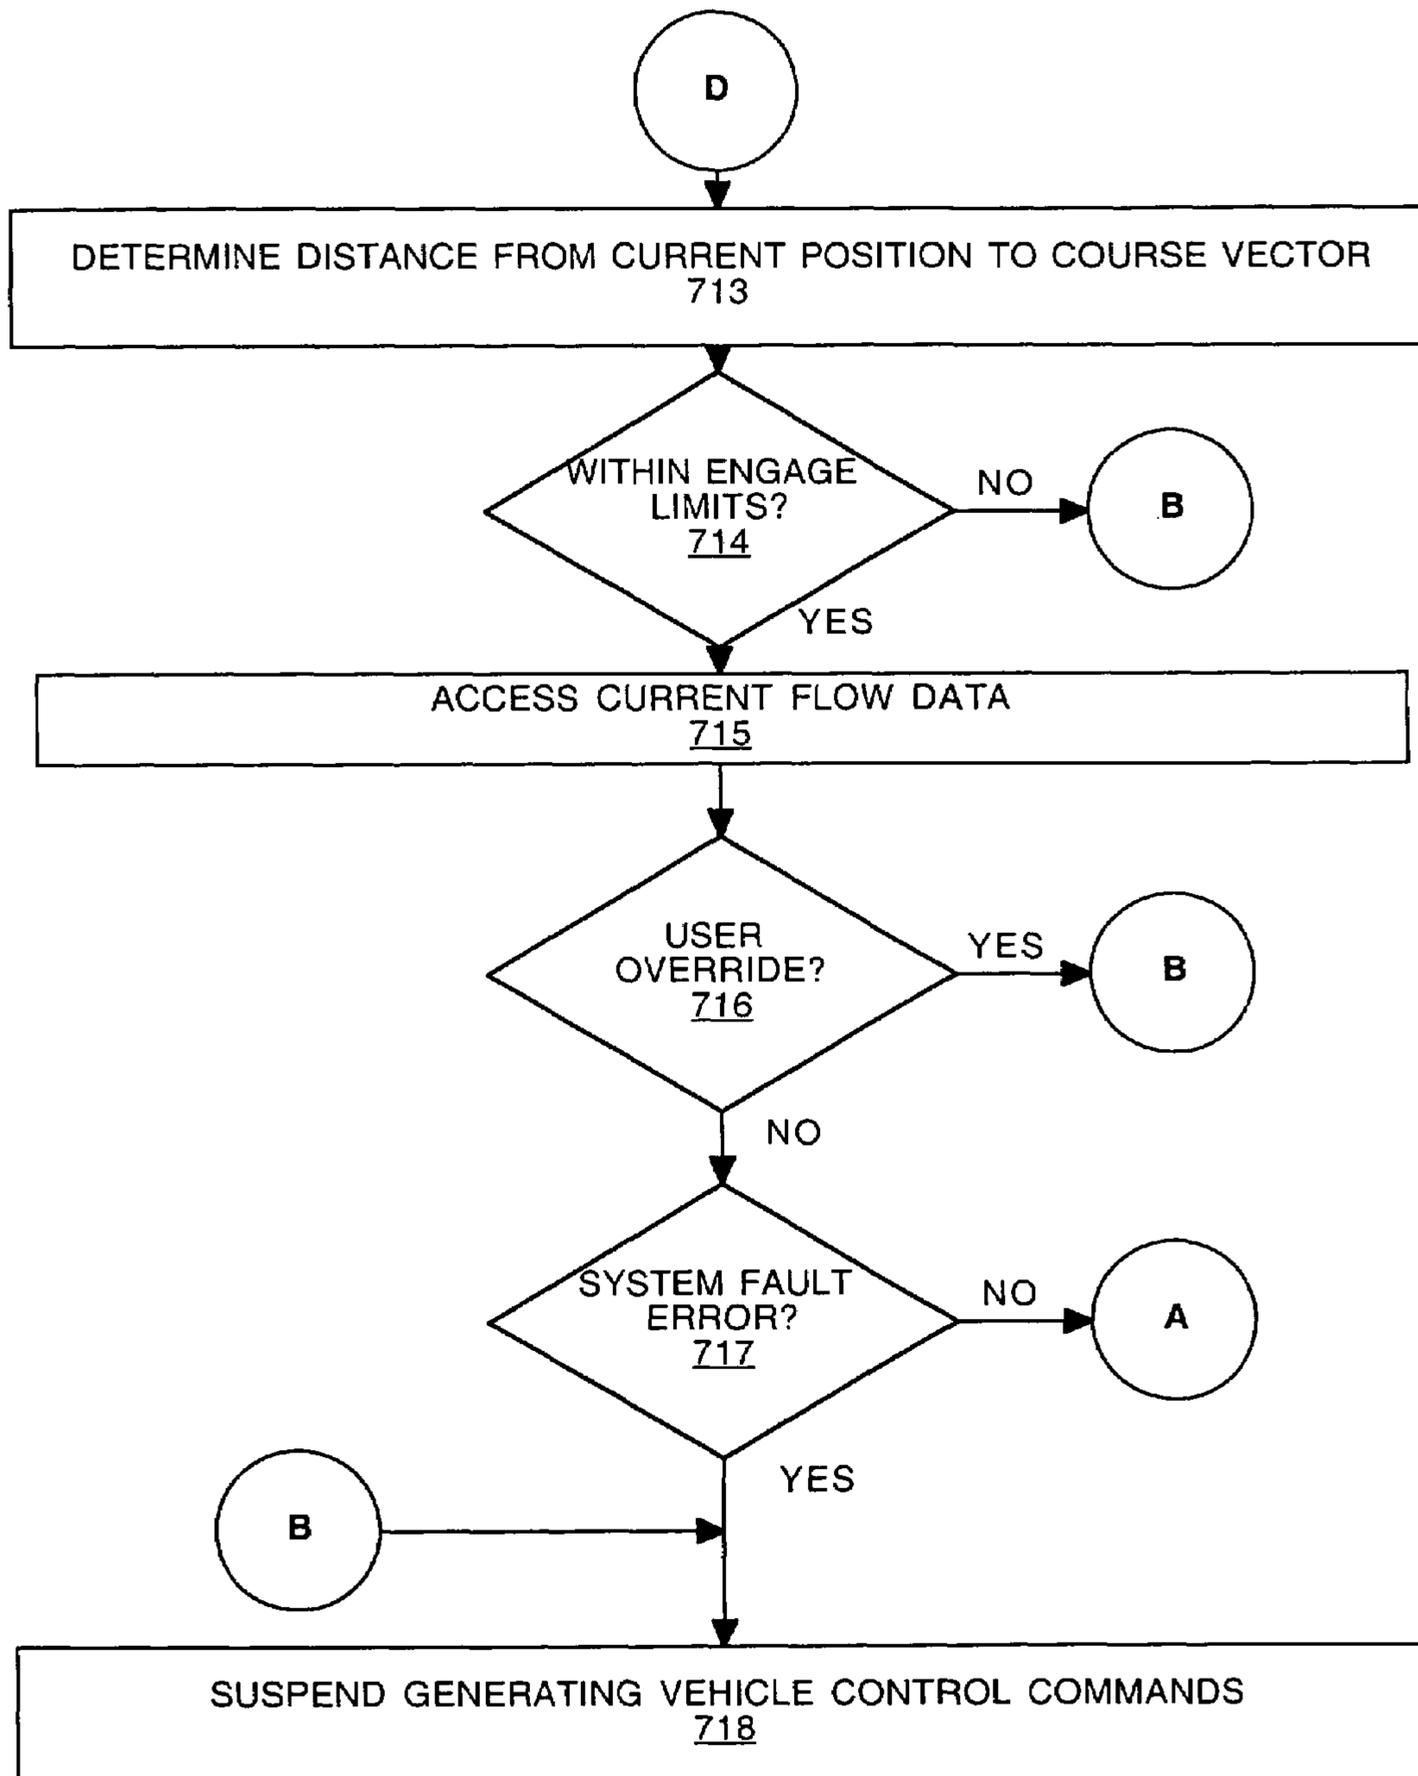 D
DETERMINE DISTANCE FROM CURRENT POSITION TO COURSE VECTOR
713
WITHIN ENGAGE
LIMITS?
714
NO
B
YES
ACCESS CURRENT FLOW DATA
715
USER
OVERRIDE?
716
YES
B
NO
SYSTEM FAULT
ERROR?
717
NO
A
YES
B
SUSPEND GENERATING VEHICLE CONTROL COMMANDS
718